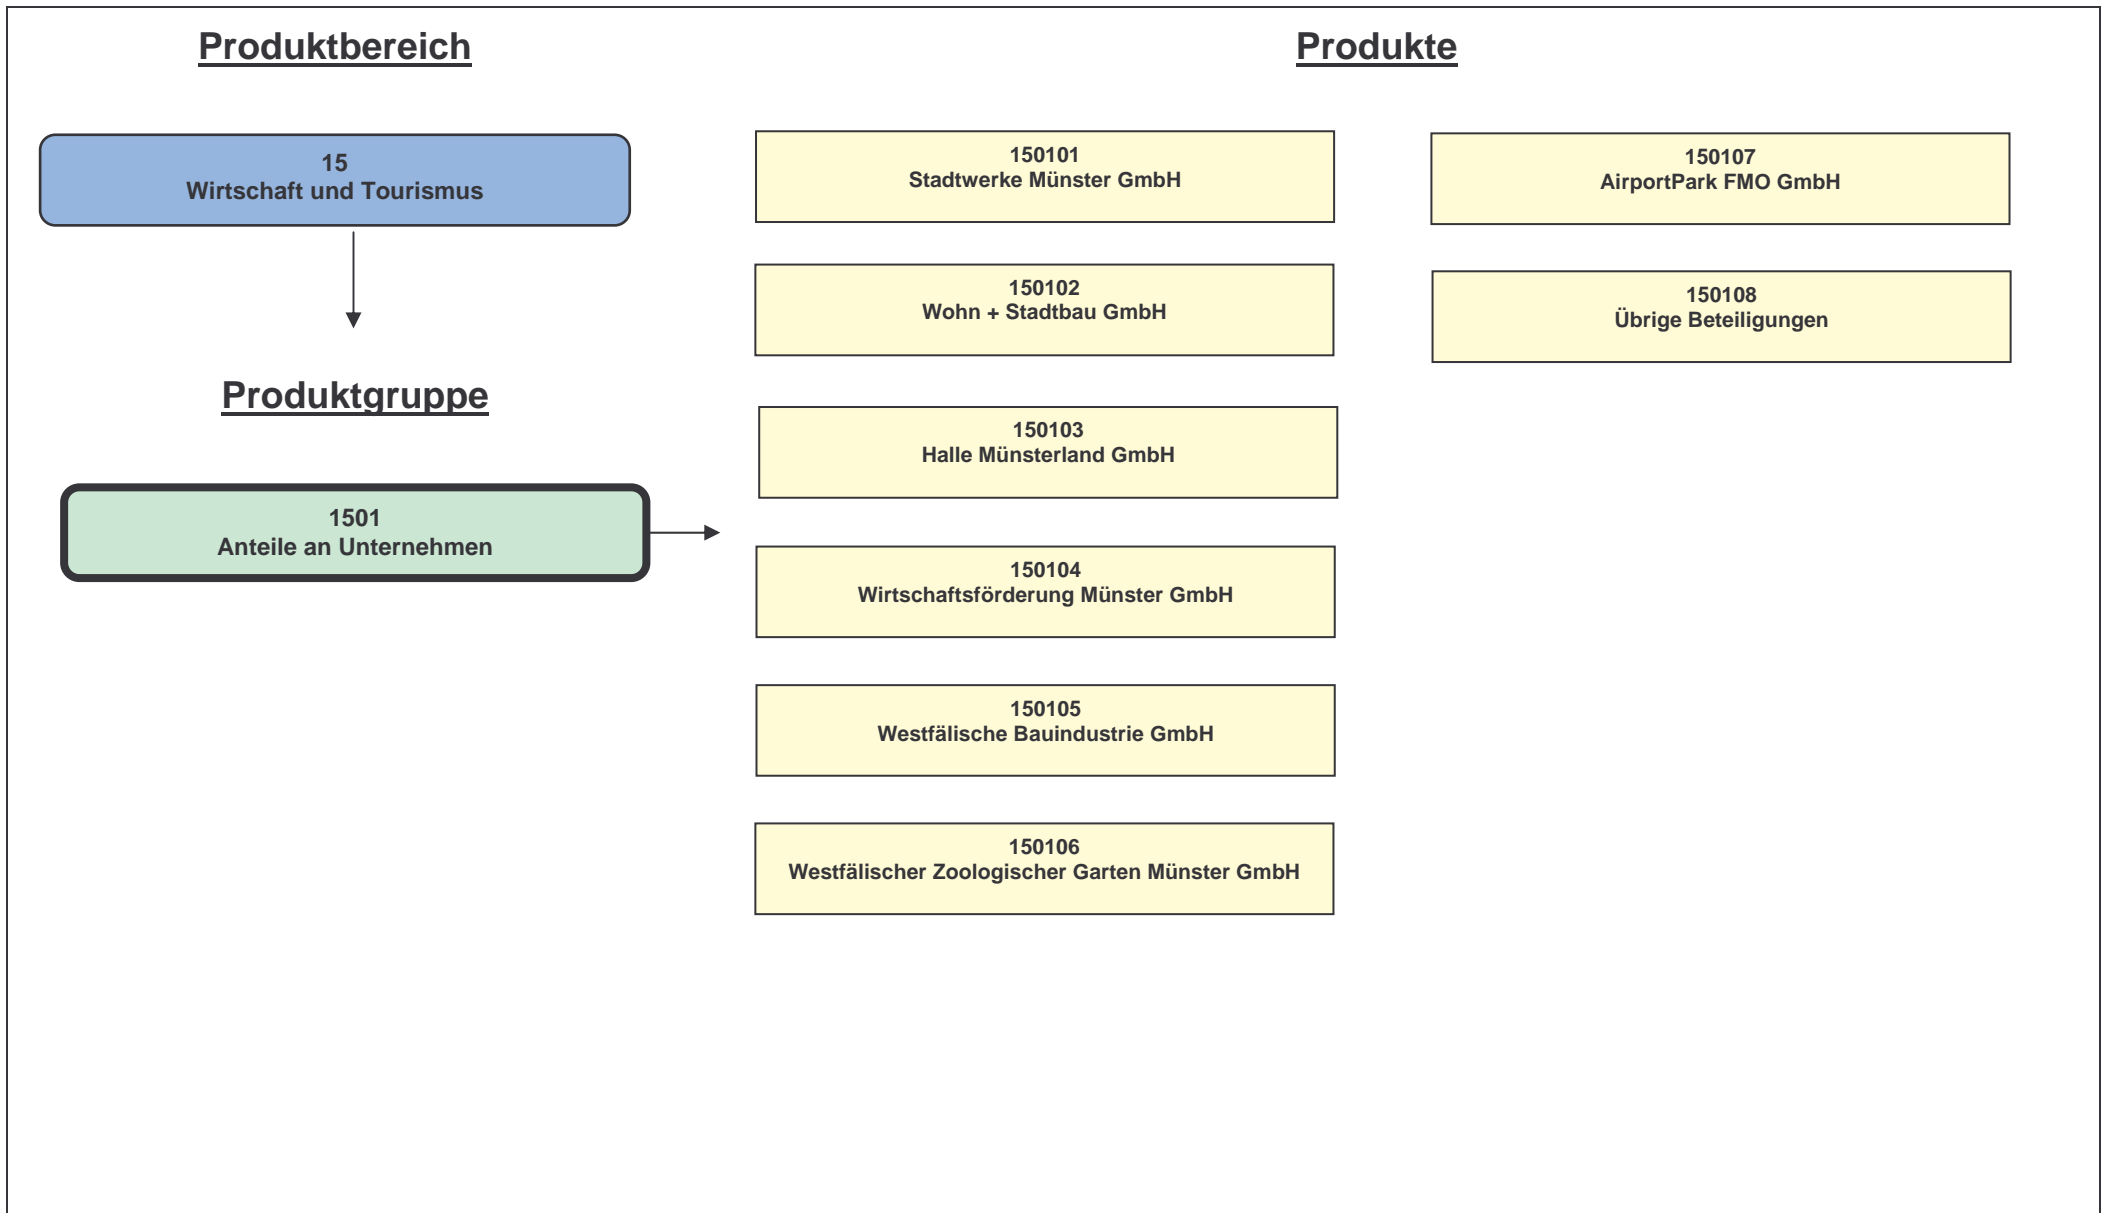 Produktbereich
15
Wirtschaft und Tourismus
Produktgruppe
1501
Anteile an Unternehmen
Produkte
150101
Stadtwerke Münster GmbH
150102
Wohn + Stadtbau GmbH
150103
Halle Münsterland GmbH
150104
Wirtschaftsförderung Münster GmbH
150105
Westfälische Bauindustrie GmbH
150106
Westfälischer Zoologischer Garten Münster GmbH
150107
AirportPark FMO GmbH
150108
Übrige Beteiligungen